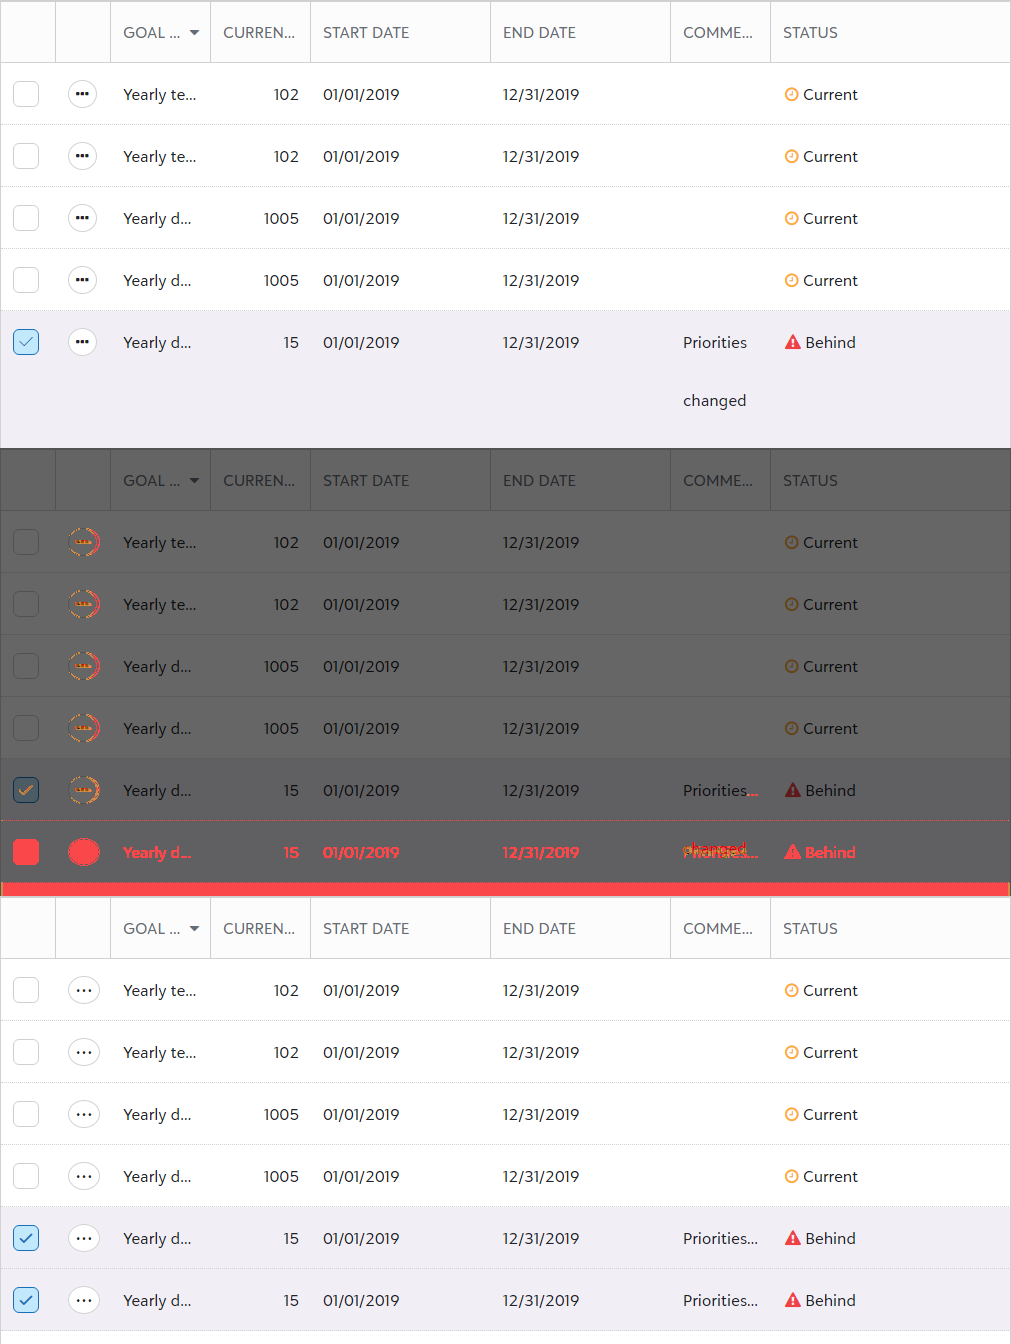 GOAL ... CURREN... START DATE END DATE COMME... STATUS
Yearly te... 102 01/01/2019 12/31/2019 Current
Yearly te... 102 01/01/2019 12/31/2019 Current
Yearly d... 1005 01/01/2019 12/31/2019 Current
Yearly d... 1005 01/01/2019 12/31/2019 Current
Yearly d... 15 01/01/2019 12/31/2019 Priorities Behind
changed
GOAL ... CURREN... START DATE END DATE COMME... STATUS
Yearly te... 102 01/01/2019 12/31/2019 Current
Yearly te... 102 01/01/2019 12/31/2019 Current
Yearly d... 1005 01/01/2019 12/31/2019 Current
Yearly d... 1005 01/01/2019 12/31/2019 Current
Yearly d... 15 01/01/2019 12/31/2019 Priorities... Behind
Yearly d... 15 01/01/2019 12/31/2019 Behind
GOAL ... CURREN... START DATE END DATE COMME... STATUS
Yearly te... 102 01/01/2019 12/31/2019 Current
Yearly te... 102 01/01/2019 12/31/2019 Current
Yearly d... 1005 01/01/2019 12/31/2019 Current
Yearly d... 1005 01/01/2019 12/31/2019 Current
Yearly d... 15 01/01/2019 12/31/2019 Priorities... Behind
Yearly d... 15 01/01/2019 12/31/2019 Priorities... Behind